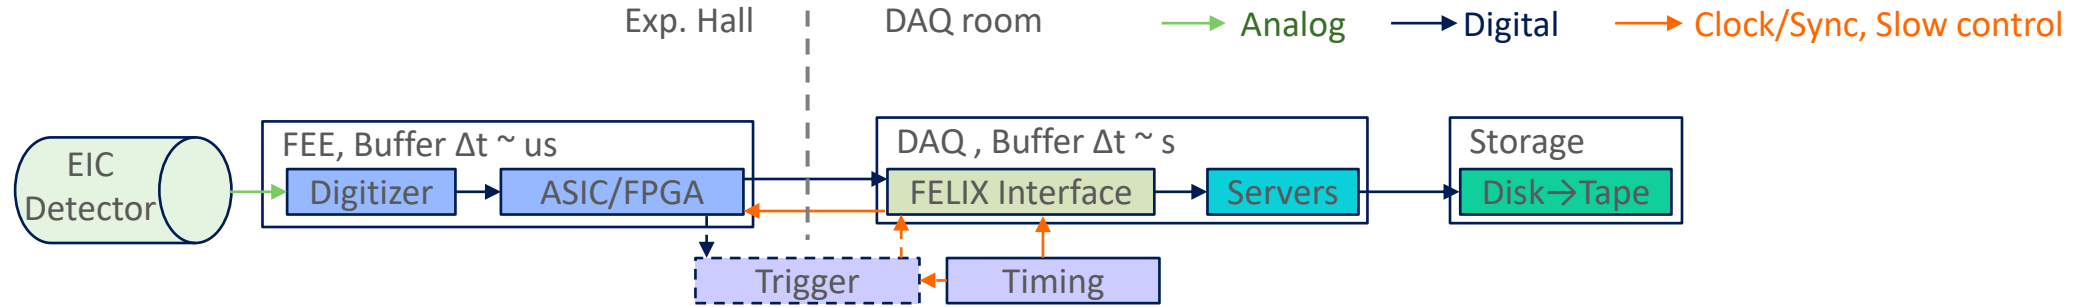 Exp. Hall
DAQ room
Analog
Digital
Clock/Sync, Slow control
EIC
Detector
FEE, Buffer Δt ~ us
Digitizer
ASIC/FPGA
DAQ , Buffer Δt ~ s
FELIX Interface
Servers
Storage
Disk→Tape
Trigger
Timing